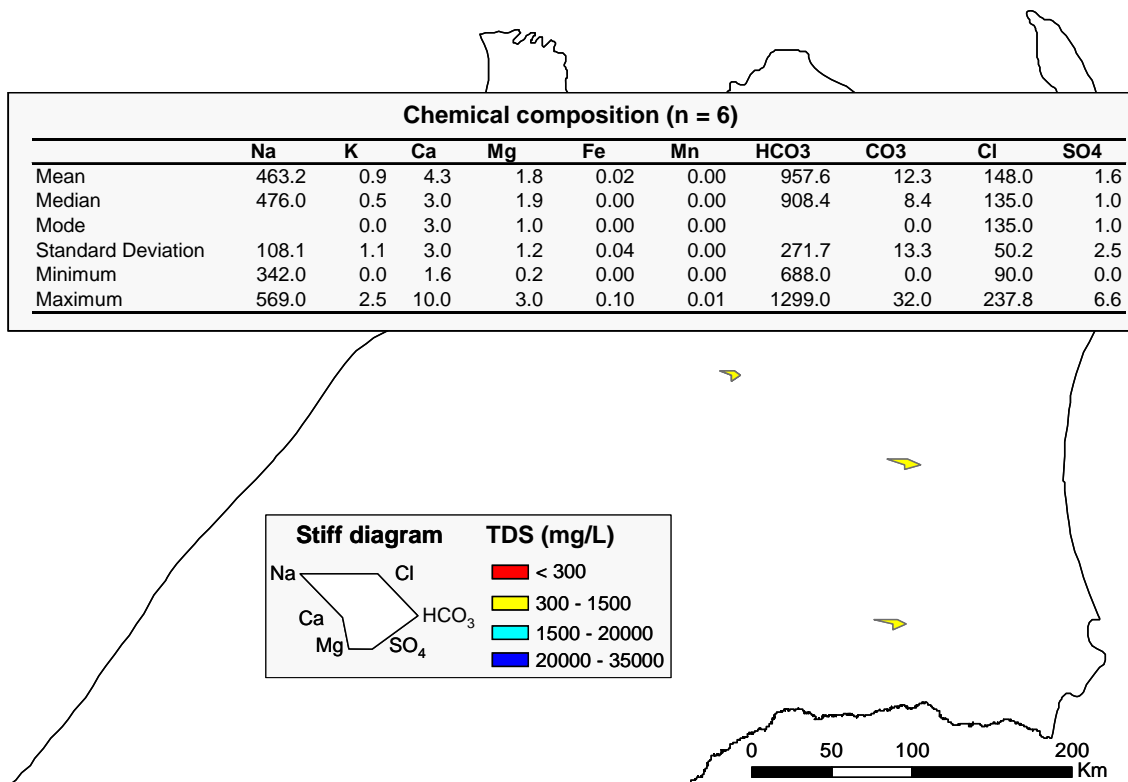 Chemical composition (n = 6)
Na K Ca Mg Fe Mn HCO3 CO3 Cl SO4
Mean 463.2 0.9 4.3 1.8 0.02 0.00 957.6 12.3 148.0 1.6
Median 476.0 0.5 3.0 1.9 0.00 0.00 908.4 8.4 135.0 1.0
Mode 0.0 3.0 1.0 0.00 0.00 0.0 135.0 1.0
Standard Deviation 108.1 1.1 3.0 1.2 0.04 0.00 271.7 13.3 50.2 2.5
Minimum 342.0 0.0 1.6 0.2 0.00 0.00 688.0 0.0 90.0 0.0
Maximum 569.0 2.5 10.0 3.0 0.10 0.01 1299.0 32.0 237.8 6.6
Stiff diagram TDS (mg/L)
Na Cl < 300
Ca HCO3 300 - 1500
Mg SO4 1500 - 20000
20000 - 35000
0 50 100 200
Km